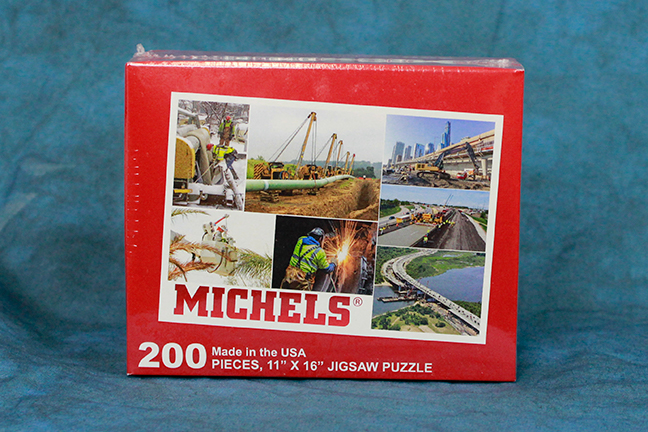 MICHELS®
200 Made in the USA
PIECES, 11” X 16” JIGSAW PUZZLE